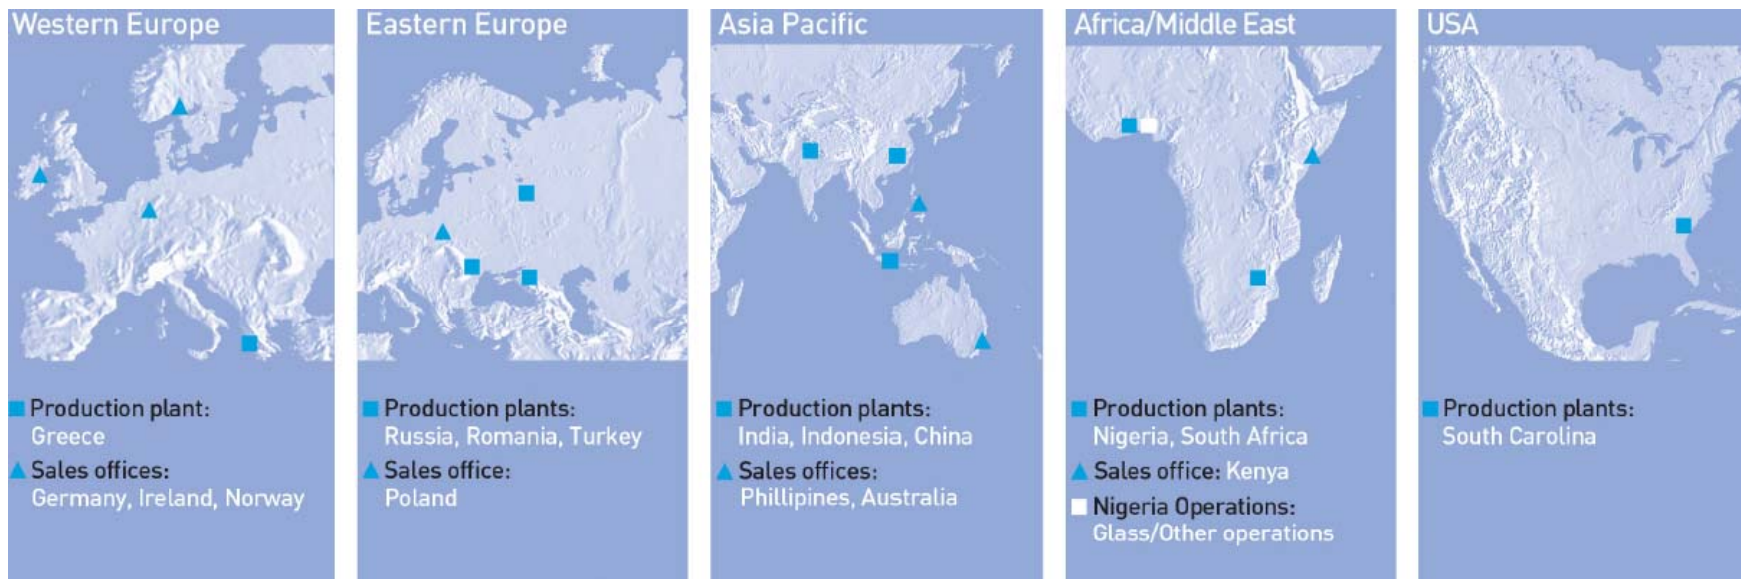 Western Europe
Production plant:
Greece
Sales offices:
Germany, Ireland, Norway
Eastern Europe
Production plants:
Russia, Romania, Turkey
Sales office:
Poland
Asia Pacific
Production plants:
India, Indonesia, China
Sales offices:
Phillipines, Australia
Africa/Middle East
Production plants:
Nigeria, South Africa
Sales office: Kenya
Nigeria Operations:
Glass/Other operations
USA
Production plants:
South Carolina